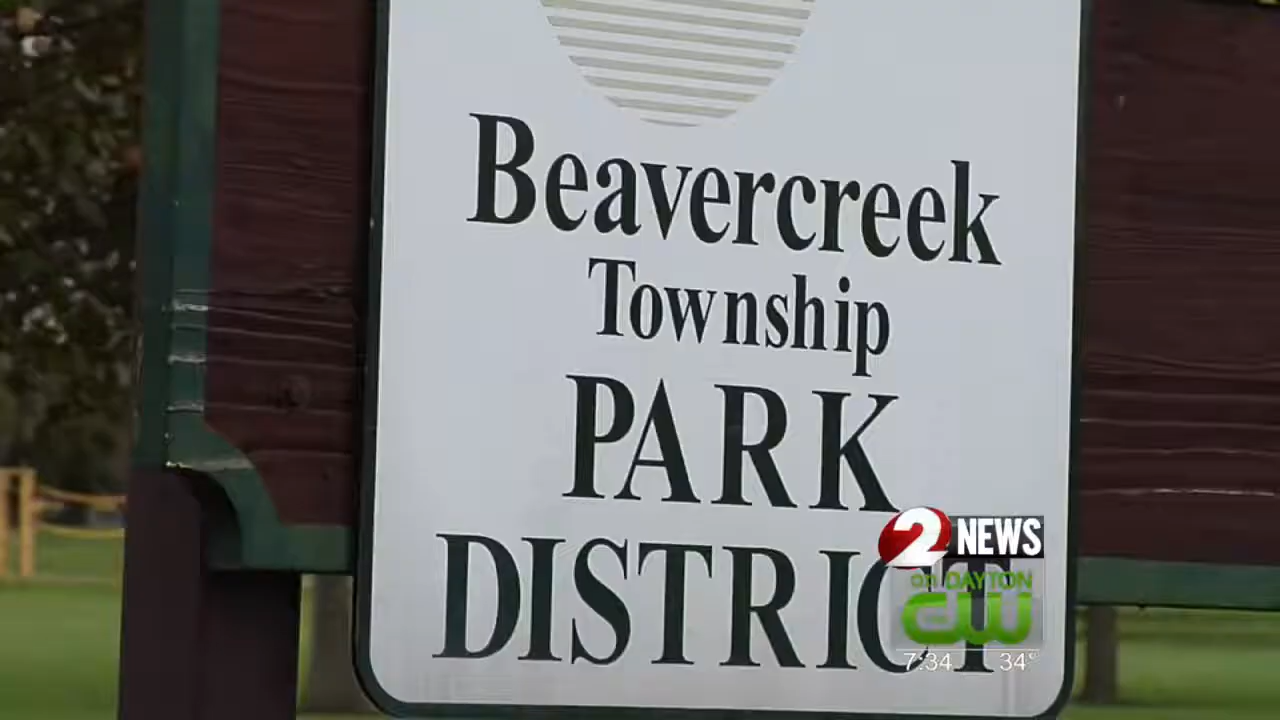 Beavercreek
Township
PARK
DISTRICT
2 NEWS
on DAYTON
CW
7:34 34°